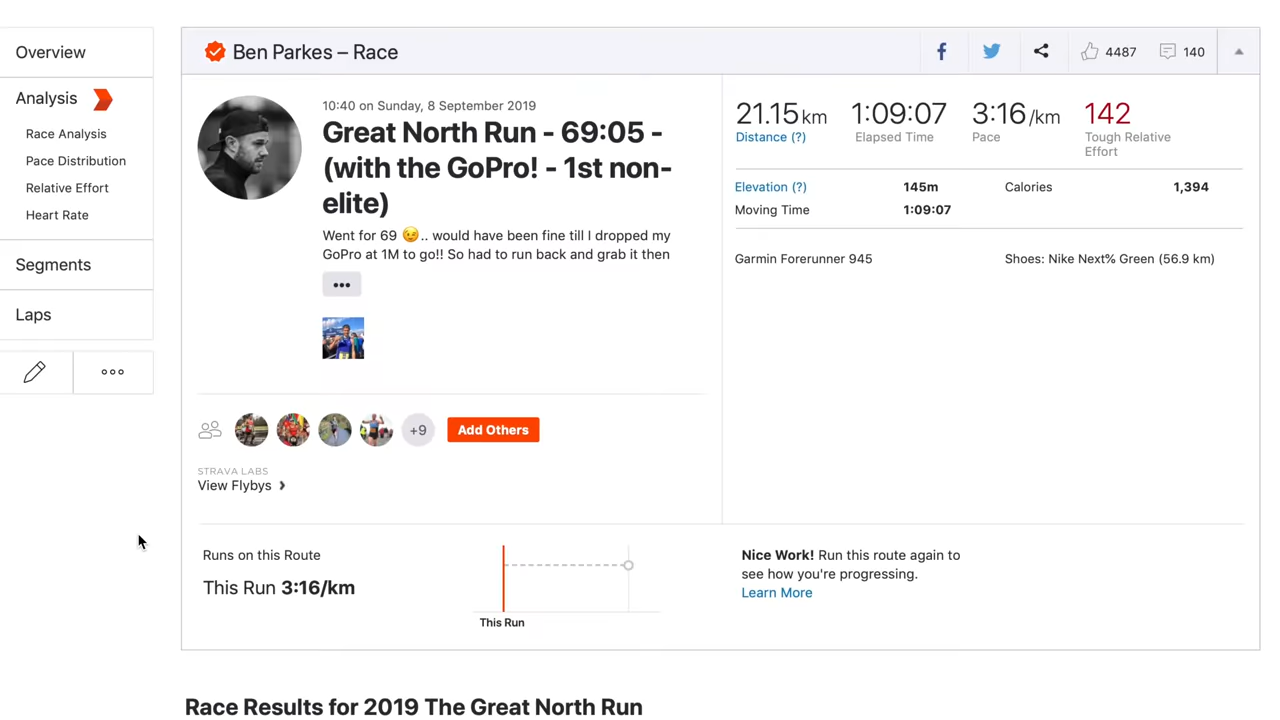 Overview
Analysis
Race Analysis
Pace Distribution
Relative Effort
Heart Rate
Segments
Laps
Ben Parkes – Race
4487
140
10:40 on Sunday, 8 September 2019
Great North Run - 69:05 -
(with the GoPro! - 1st non-
elite)
Went for 69 😉.. would have been fine till I dropped my
GoPro at 1M to go!! So had to run back and grab it then
+9
Add Others
STRAVA LABS
View Flybys
21.15 km
Distance (?)
1:09:07
Elapsed Time
3:16 /km
Pace
142
Tough Relative
Effort
Elevation (?) 145m
Calories 1,394
Moving Time 1:09:07
Garmin Forerunner 945
Shoes: Nike Next% Green (56.9 km)
Runs on this Route
This Run 3:16/km
This Run
Nice Work! Run this route again to
see how you're progressing.
Learn More
Race Results for 2019 The Great North Run